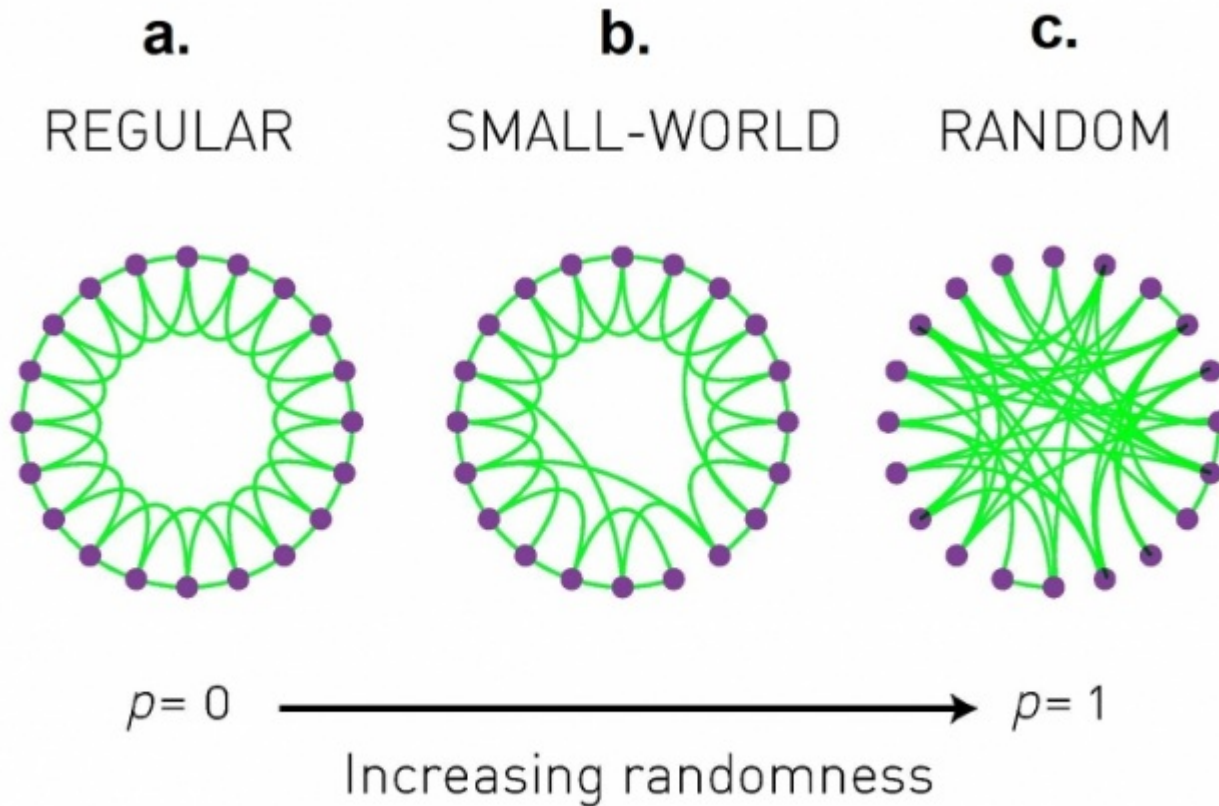 a. b. c.
REGULAR SMALL-WORLD RANDOM
p= 0 p= 1
Increasing randomness